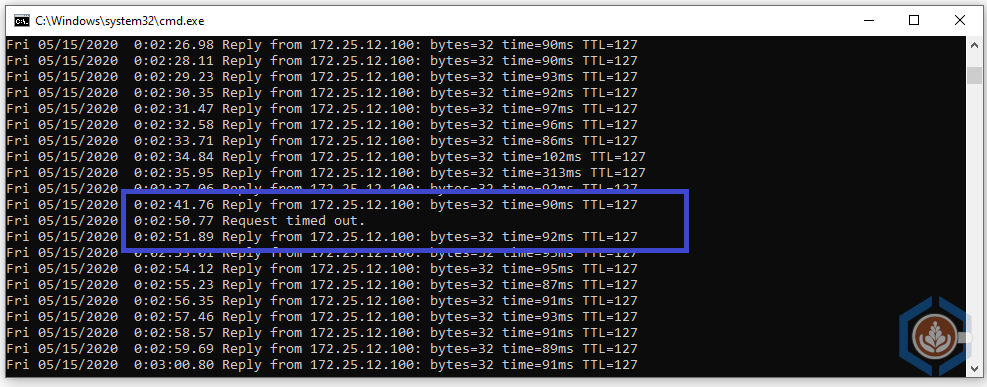 C:\Windows\system32\cmd.exe
Fri 05/15/2020  0:02:26.98 Reply from 172.25.12.100: bytes=32 time=90ms TTL=127
Fri 05/15/2020  0:02:28.11 Reply from 172.25.12.100: bytes=32 time=90ms TTL=127
Fri 05/15/2020  0:02:29.23 Reply from 172.25.12.100: bytes=32 time=93ms TTL=127
Fri 05/15/2020  0:02:30.35 Reply from 172.25.12.100: bytes=32 time=92ms TTL=127
Fri 05/15/2020  0:02:31.47 Reply from 172.25.12.100: bytes=32 time=97ms TTL=127
Fri 05/15/2020  0:02:32.58 Reply from 172.25.12.100: bytes=32 time=96ms TTL=127
Fri 05/15/2020  0:02:33.71 Reply from 172.25.12.100: bytes=32 time=86ms TTL=127
Fri 05/15/2020  0:02:34.84 Reply from 172.25.12.100: bytes=32 time=102ms TTL=127
Fri 05/15/2020  0:02:35.95 Reply from 172.25.12.100: bytes=32 time=313ms TTL=127
Fri 05/15/2020  0:02:37.06 Reply from 172.25.12.100: bytes=32 time=92ms TTL=127
Fri 05/15/2020  0:02:41.76 Reply from 172.25.12.100: bytes=32 time=90ms TTL=127
Fri 05/15/2020  0:02:50.77 Request timed out.
Fri 05/15/2020  0:02:51.89 Reply from 172.25.12.100: bytes=32 time=92ms TTL=127
Fri 05/15/2020  0:02:53.01 Reply from 172.25.12.100: bytes=32 time=95ms TTL=127
Fri 05/15/2020  0:02:54.12 Reply from 172.25.12.100: bytes=32 time=95ms TTL=127
Fri 05/15/2020  0:02:55.23 Reply from 172.25.12.100: bytes=32 time=87ms TTL=127
Fri 05/15/2020  0:02:56.35 Reply from 172.25.12.100: bytes=32 time=91ms TTL=127
Fri 05/15/2020  0:02:57.46 Reply from 172.25.12.100: bytes=32 time=93ms TTL=127
Fri 05/15/2020  0:02:58.57 Reply from 172.25.12.100: bytes=32 time=91ms TTL=127
Fri 05/15/2020  0:02:59.69 Reply from 172.25.12.100: bytes=32 time=89ms TTL=127
Fri 05/15/2020  0:03:00.80 Reply from 172.25.12.100: bytes=32 time=91ms TTL=127